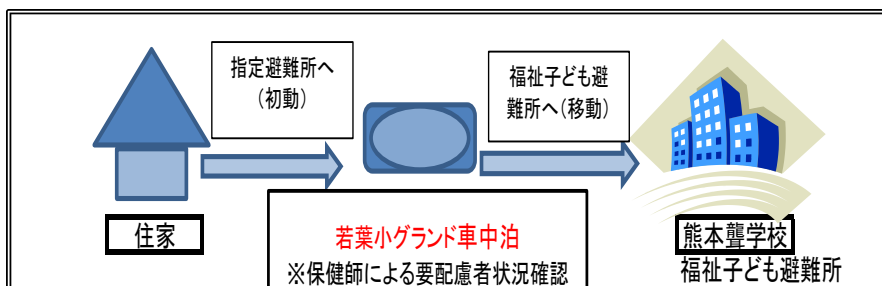 指定避難所へ
(初動)
福祉子ども避
難所へ(移動)
住家
若葉小グランド車中泊
※保健師による要配慮者状況確認
熊本聾学校
福祉子ども避難所